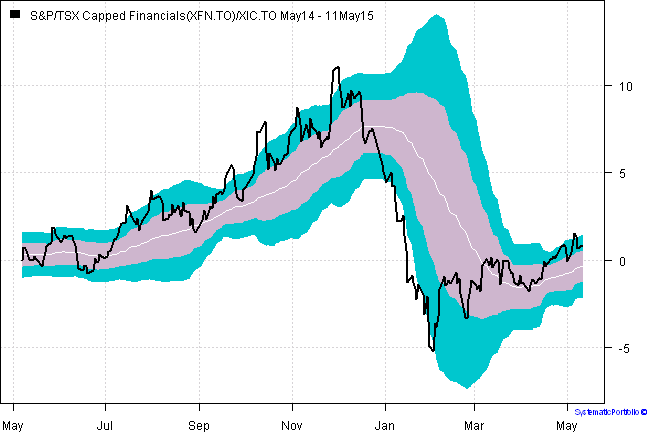 S&P/TSX Capped Financials(XFN.TO)/XIC.TO May14 - 11May15
10
5
0
-5
May Jul Sep Nov Jan Mar May
SystematicPortfolio ©